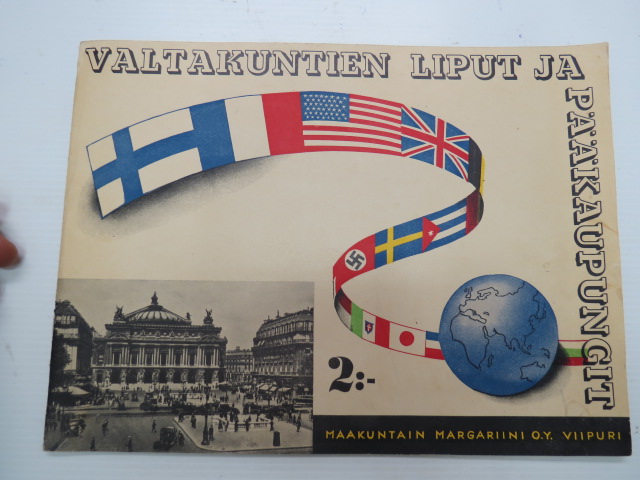 VALTAKUNTIEN LIPUT JA
PÄÄKAUPUNGIT
2:-
MAAKUNTAIN MARGARIINI O.Y. VIIPURI